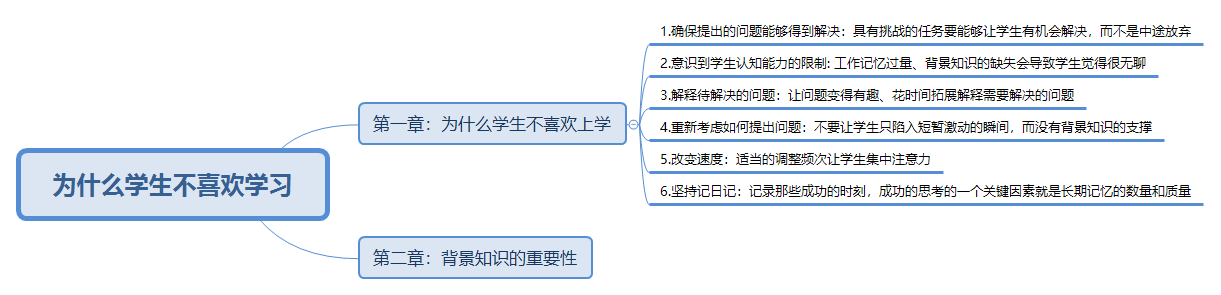 为什么学生不喜欢学习
第一章：为什么学生不喜欢上学
1.确保提出的问题能够得到解决：具有挑战的任务要能够让学生有机会解决，而不是中途放弃
2.意识到学生认知能力的限制: 工作记忆过量、背景知识的缺失会导致学生觉得很无聊
3.解释待解决的问题：让问题变得有趣、花时间拓展解释需要解决的问题
4.重新考虑如何提出问题：不要让学生只陷入短暂激动的瞬间，而没有背景知识的支撑
5.改变速度：适当的调整频次让学生集中注意力
6.坚持记日记：记录那些成功的时刻，成功的思考的一个关键因素就是长期记忆的数量和质量
第二章：背景知识的重要性